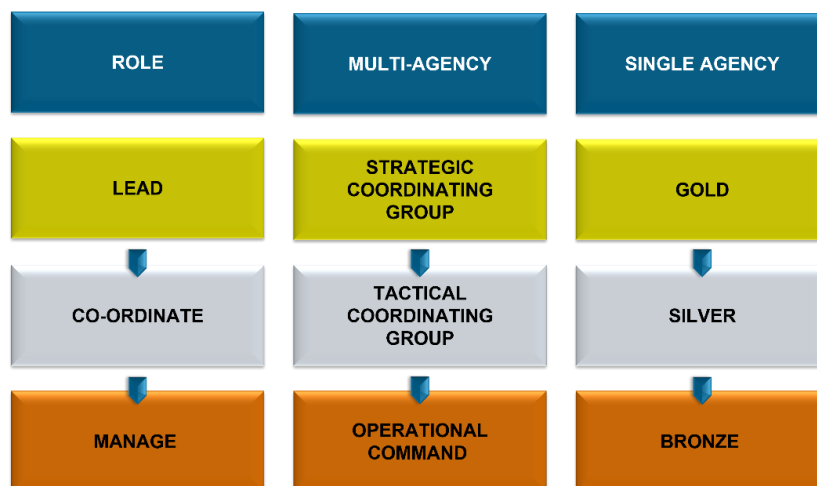 ROLE
MULTI-AGENCY
SINGLE AGENCY
LEAD
STRATEGIC
COORDINATING
GROUP
GOLD
CO-ORDINATE
TACTICAL
COORDINATING
GROUP
SILVER
MANAGE
OPERATIONAL
COMMAND
BRONZE